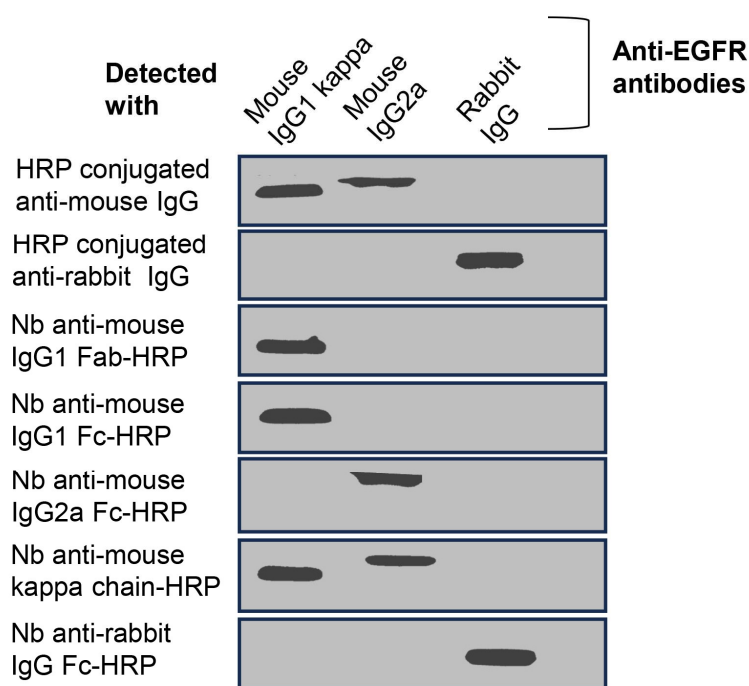 Detected
with
Mouse
IgG1 kappa
Mouse
IgG2a
Rabbit
IgG
Anti-EGFR
antibodies
HRP conjugated
anti-mouse IgG
HRP conjugated
anti-rabbit IgG
Nb anti-mouse
IgG1 Fab-HRP
Nb anti-mouse
IgG1 Fc-HRP
Nb anti-mouse
IgG2a Fc-HRP
Nb anti-mouse
kappa chain-HRP
Nb anti-rabbit
IgG Fc-HRP